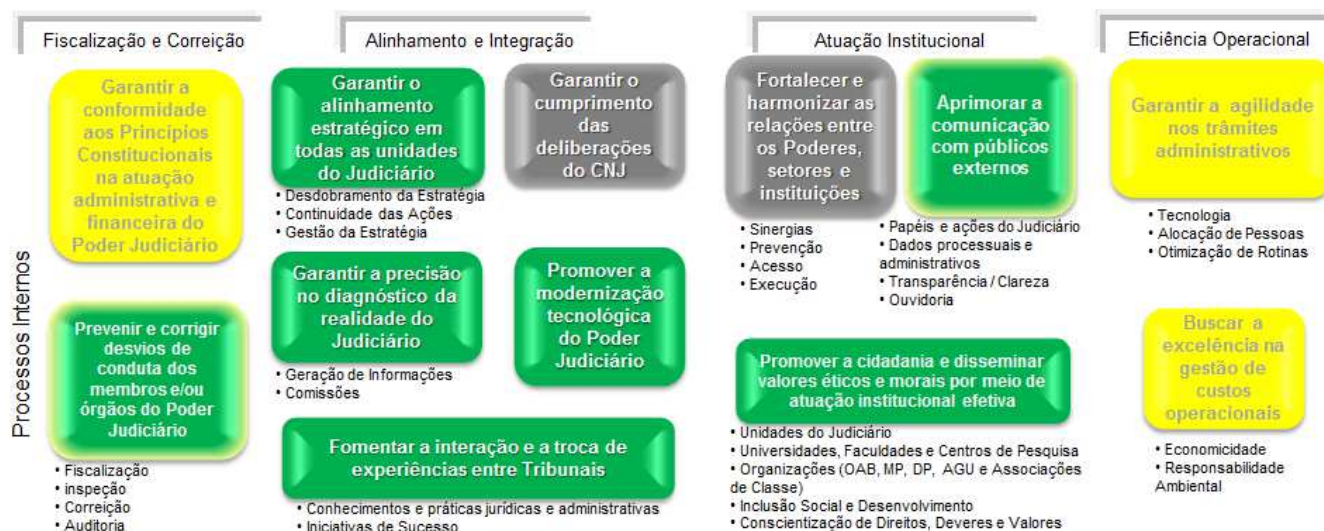 Fiscalização e Correição
Garantir a
conformidade
aos Princípios
Constitucionais
na atuação
administrativa e
financeira do
Poder Judiciário
Prevenir e corrigir
desvios de
conduta dos
membros e/ou
órgãos do Poder
Judiciário
• Fiscalização
• inspeção
• Correição
• Auditoria
Processos Internos
Alinhamento e Integração
Garantir o
alinhamento
estratégico em
todas as unidades
do Judiciário
• Desdobramento da Estratégia
• Continuidade das Ações
• Gestão da Estratégia
Garantir o
cumprimento
das
deliberações
do CNJ
Garantir a precisão
no diagnóstico da
realidade do
Judiciário
• Geração de Informações
• Comissões
Promover a
modernização
tecnológica
do Poder
Judiciário
Fomentar a interação e a troca de
experiências entre Tribunais
• Conhecimentos e práticas jurídicas e administrativas
• Iniciativas de Sucesso
Atuação Institucional
Fortalecer e
harmonizar as
relações entre
os Poderes,
setores e
instituições
• Sinergias
• Prevenção
• Acesso
• Execução
Aprimorar a
comunicação
com públicos
externos
• Papéis e ações do Judiciário
• Dados processuais e
administrativos
• Transparência / Clareza
• Ouvidoria
Promover a cidadania e disseminar
valores éticos e morais por meio de
atuação institucional efetiva
• Unidades do Judiciário
• Universidades, Faculdades e Centros de Pesquisa
• Organizações (OAB, MP, DP, AGU e Associações
de Classe)
• Inclusão Social e Desenvolvimento
• Conscientização de Direitos, Deveres e Valores
Eficiência Operacional
Garantir a agilidade
nos trâmites
administrativos
• Tecnologia
• Alocação de Pessoas
• Otimização de Rotinas
Buscar a
excelência na
gestão de
custos
operacionais
• Economicidade
• Responsabilidade
Ambiental